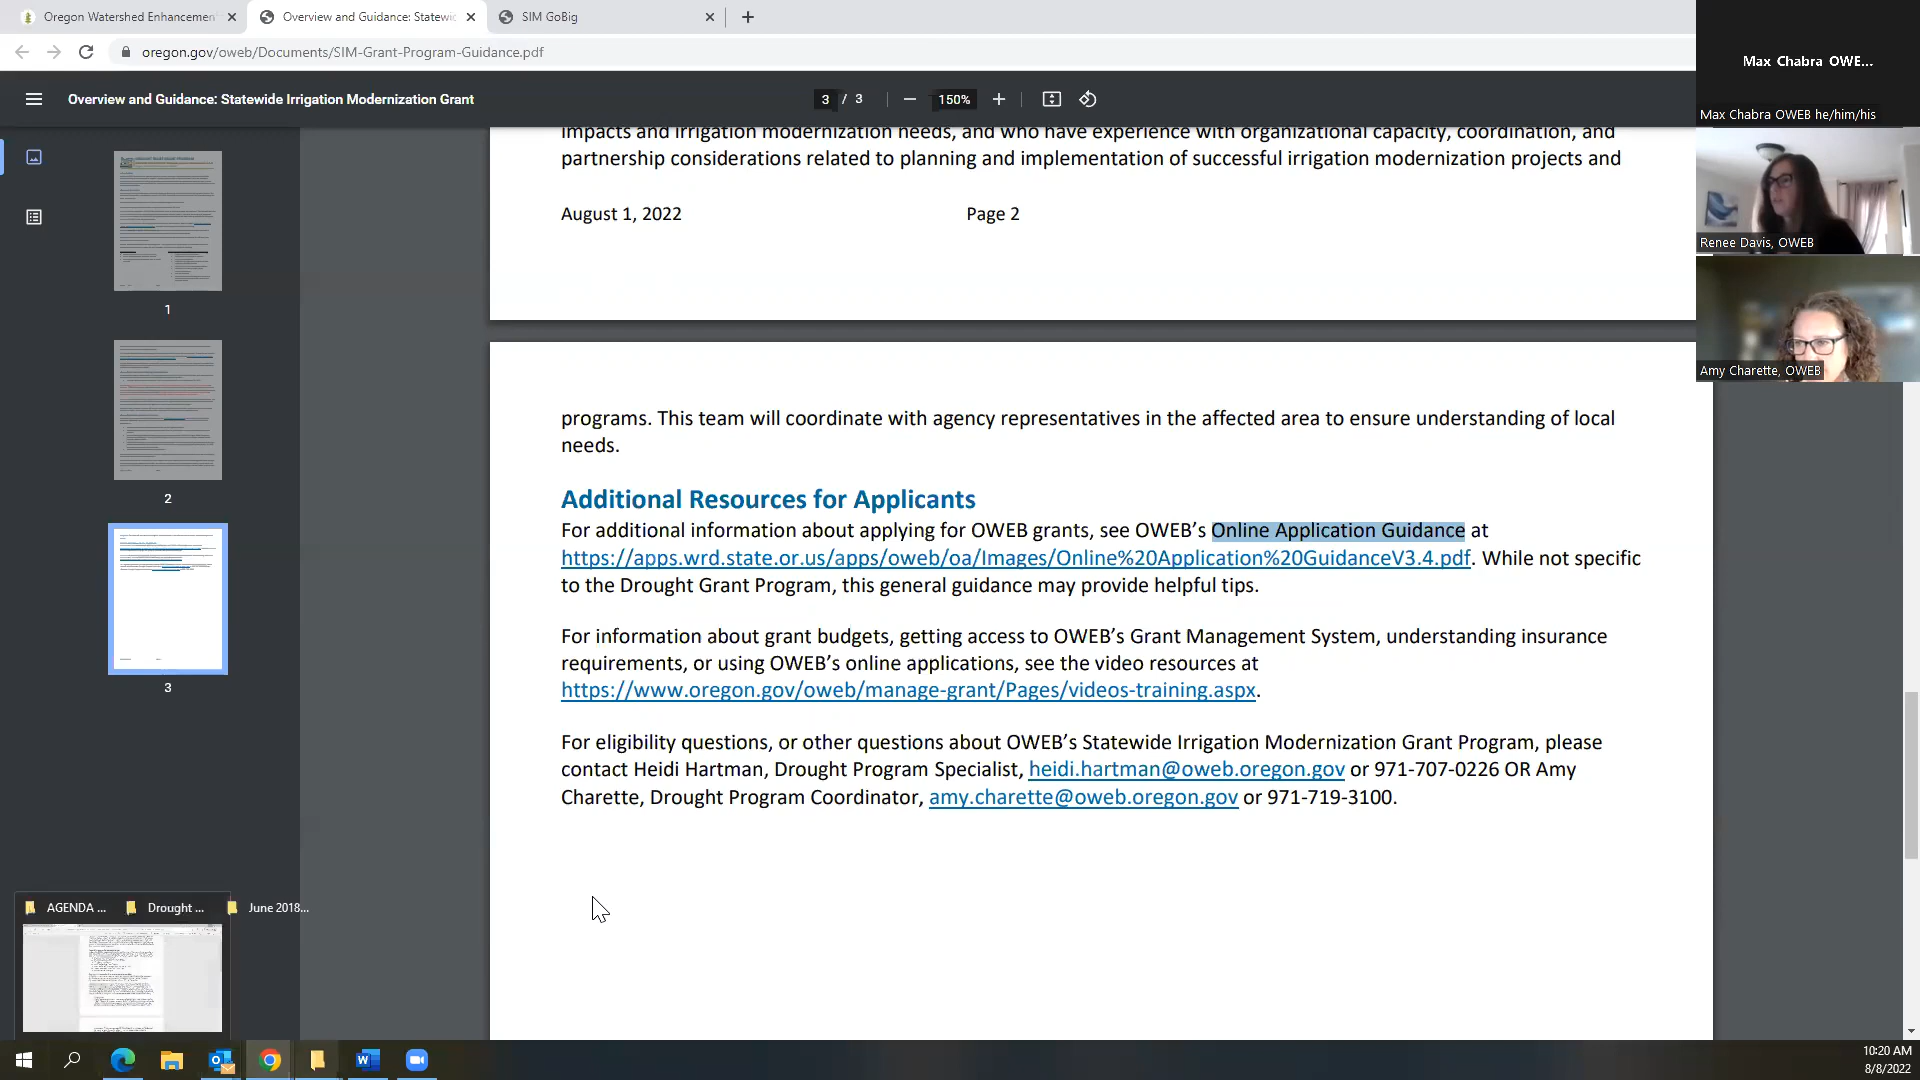 Oregon Watershed Enhancement
Overview and Guidance: Statewid
SIM GoBig
oregon.gov/oweb/Documents/SIM-Grant-Program-Guidance.pdf
Overview and Guidance: Statewide Irrigation Modernization Grant
3 / 3
150%
Max Chabra OWE...
Max Chabra OWEB he/him/his
Renee Davis, OWEB
Amy Charette, OWEB
1
2
3
impacts and irrigation modernization needs, and who have experience with organizational capacity, coordination, and
partnership considerations related to planning and implementation of successful irrigation modernization projects and
August 1, 2022 Page 2
programs. This team will coordinate with agency representatives in the affected area to ensure understanding of local
needs.
Additional Resources for Applicants
For additional information about applying for OWEB grants, see OWEB’s Online Application Guidance at
https://apps.wrd.state.or.us/apps/oweb/oa/Images/Online%20Application%20GuidanceV3.4.pdf. While not specific
to the Drought Grant Program, this general guidance may provide helpful tips.
For information about grant budgets, getting access to OWEB’s Grant Management System, understanding insurance
requirements, or using OWEB’s online applications, see the video resources at
https://www.oregon.gov/oweb/manage-grant/Pages/videos-training.aspx.
For eligibility questions, or other questions about OWEB’s Statewide Irrigation Modernization Grant Program, please
contact Heidi Hartman, Drought Program Specialist, heidi.hartman@oweb.oregon.gov or 971-707-0226 OR Amy
Charette, Drought Program Coordinator, amy.charette@oweb.oregon.gov or 971-719-3100.
AGENDA ...
Drought ...
June 2018...
10:20 AM
8/8/2022